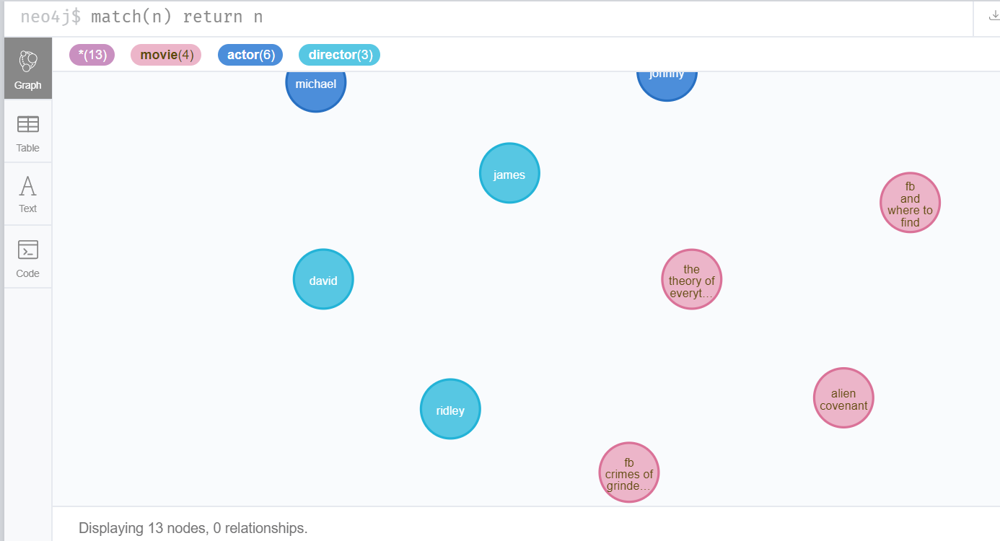 neo4j$ match(n) return n
*(13) movie(4) actor(6) director(3)
Graph
Table
Text
Code
michael
johnny
james
fb
and
where to
find
david
the
theory of
everyt...
ridley
alien
covenant
fb
crimes of
grinde...
Displaying 13 nodes, 0 relationships.